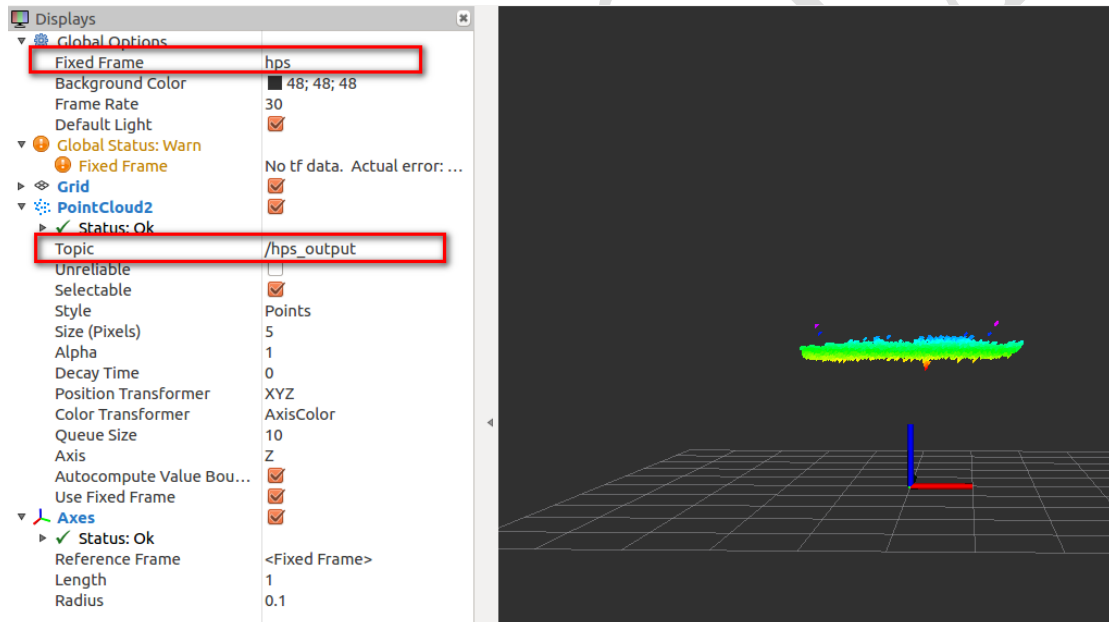 Displays
Global Options
Fixed Frame hps
Background Color 48; 48; 48
Frame Rate 30
Default Light
Global Status: Warn
Fixed Frame No tf data. Actual error: ...
Grid
PointCloud2
Status: Ok
Topic /hps_output
Unreliable
Selectable
Style Points
Size (Pixels) 5
Alpha 1
Decay Time 0
Position Transformer XYZ
Color Transformer AxisColor
Queue Size 10
Axis Z
Autocompute Value Bou...
Use Fixed Frame
Axes
Status: Ok
Reference Frame <Fixed Frame>
Length 1
Radius 0.1